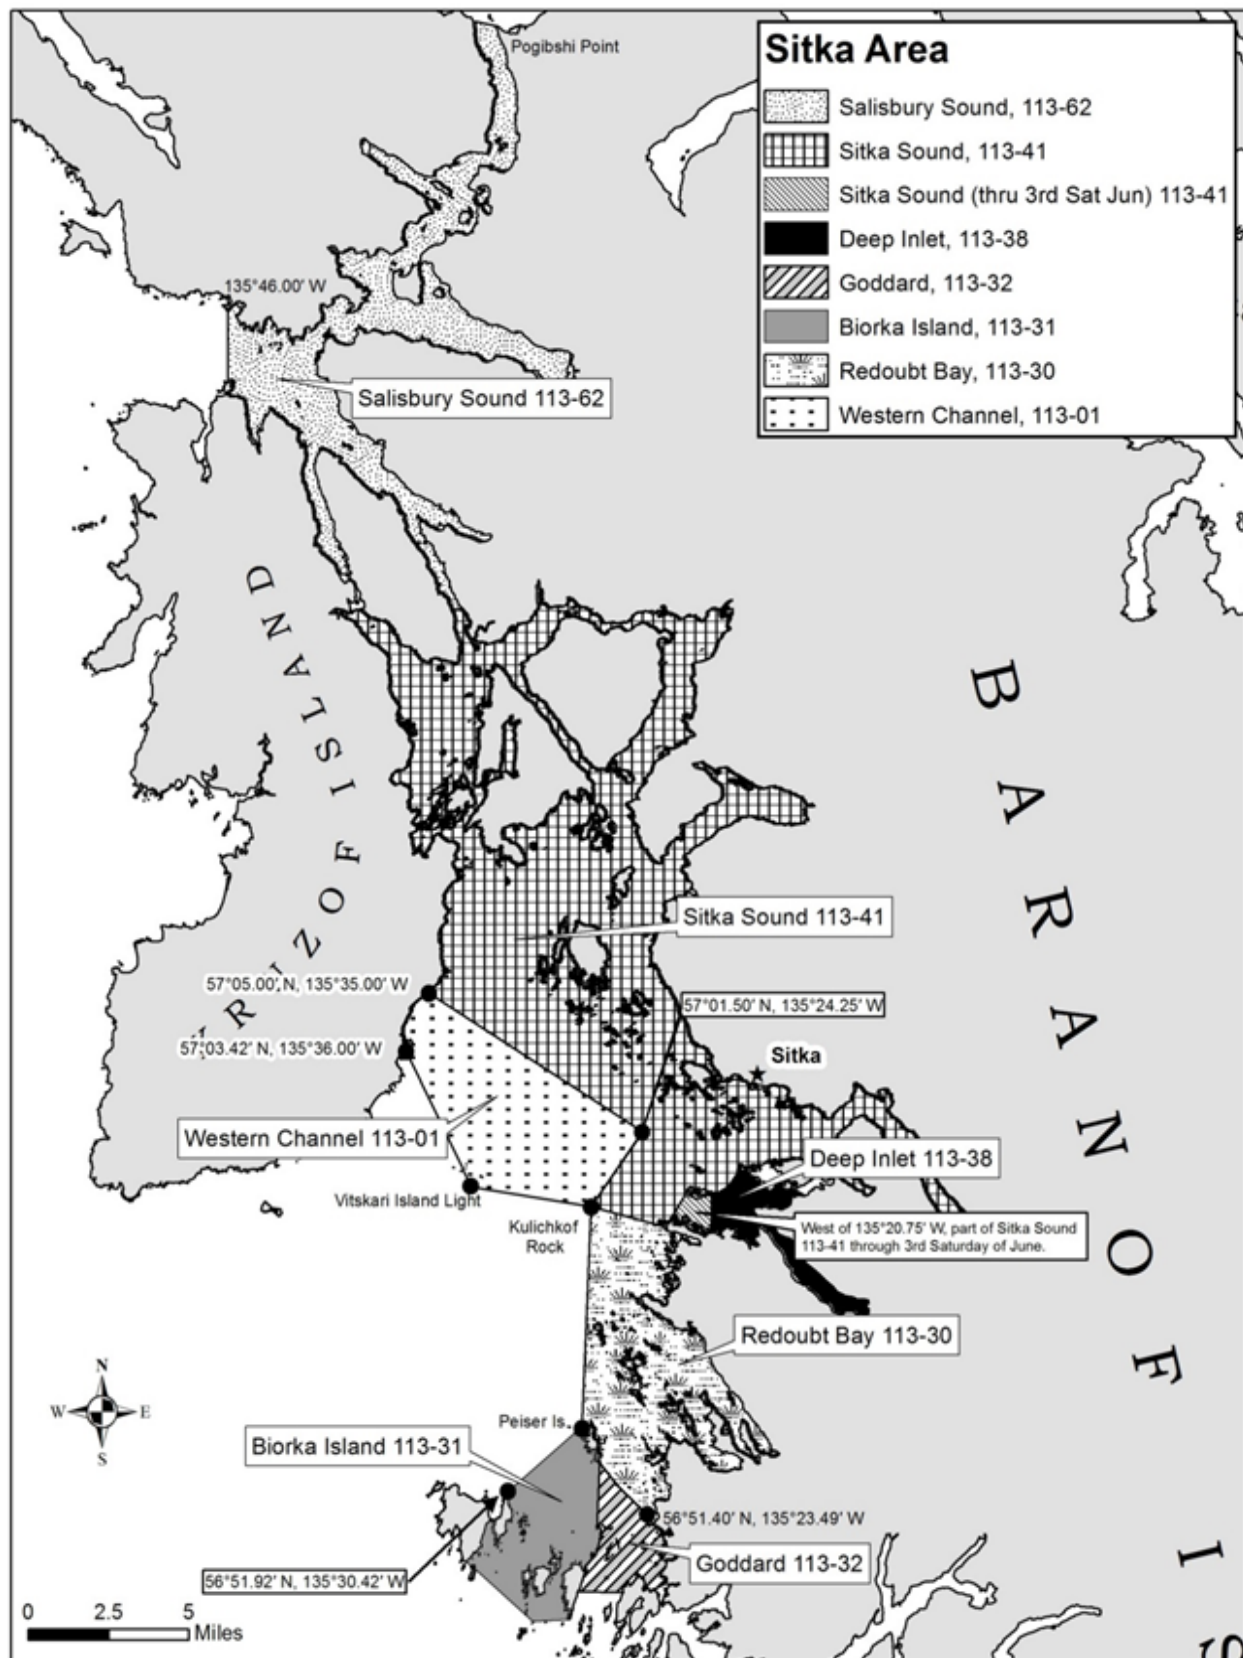 Pogibshi Point
Sitka Area
Salisbury Sound, 113-62
Sitka Sound, 113-41
Sitka Sound (thru 3rd Sat Jun) 113-41
Deep Inlet, 113-38
Goddard, 113-32
Biorka Island, 113-31
Redoubt Bay, 113-30
Western Channel, 113-01
135°46.00' W
Salisbury Sound 113-62
Sitka Sound 113-41
57°05.00' N, 135°35.00' W
57°01.50' N, 135°24.25' W
57°03.42' N, 135°36.00' W
Sitka
Western Channel 113-01
Deep Inlet 113-38
Vitskari Island Light
Kulichkof
Rock
West of 135°20.75' W, part of Sitka Sound
113-41 through 3rd Saturday of June.
Redoubt Bay 113-30
N
W E
S
Peiser Is.
Biorka Island 113-31
56°51.40' N, 135°23.49' W
Goddard 113-32
56°51.92' N, 135°30.42' W
0 2.5 5
Miles
BARANOF IS
ISLAND